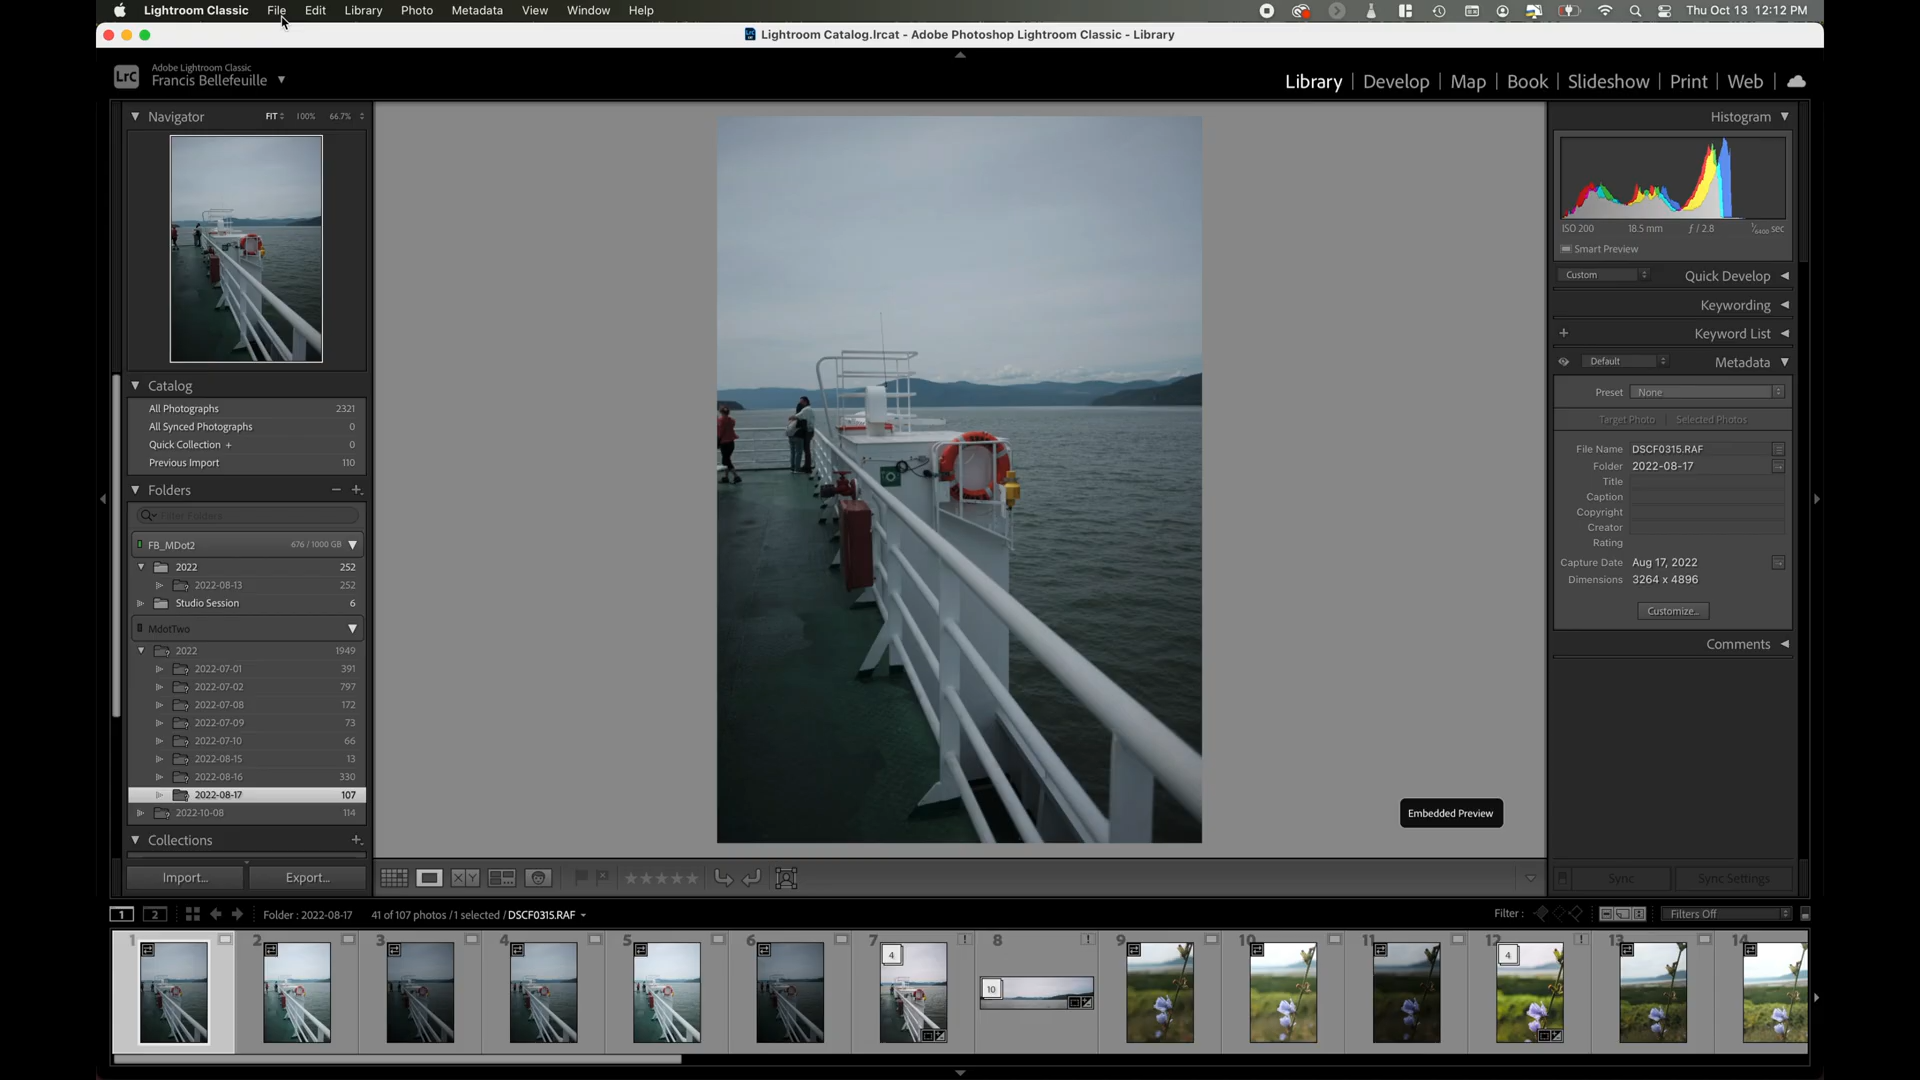 Lightroom Classic File Edit Library Photo Metadata View Window Help Thu Oct 13 12:12 PM
Lightroom Catalog.lrcat - Adobe Photoshop Lightroom Classic - Library
LrC Adobe Lightroom Classic
Francis Bellefeuille
Library | Develop | Map | Book | Slideshow | Print | Web
Navigator FIT 100% 66.7%
Catalog
All Photographs 2321
All Synced Photographs 0
Quick Collection + 0
Previous Import 110
Folders
Filter Folders
FB_MDot2 676 / 1000 GB
2022 252
2022-08-13 252
Studio Session 6
MdotTwo
2022 1949
2022-07-01 391
2022-07-02 797
2022-07-08 172
2022-07-09 73
2022-07-10 66
2022-08-15 13
2022-08-16 330
2022-08-17 107
2022-10-08 114
Collections
Import... Export...
Embedded Preview
Histogram
ISO 200 18.5 mm ƒ / 2.8 1/6400 sec
Smart Preview
Custom Quick Develop
Keywording
Keyword List
Default Metadata
Preset None
Target Photo Selected Photos
File Name DSCF0315.RAF
Folder 2022-08-17
Title
Caption
Copyright
Creator
Rating
Capture Date Aug 17, 2022
Dimensions 3264 x 4896
Customize...
Comments
Sync Sync Settings
1 2 Folder : 2022-08-17 41 of 107 photos / 1 selected / DSCF0315.RAF Filter : Filters Off
1 2 3 4 5 6 7 8 9 10 11 12 13 14
4 10 4